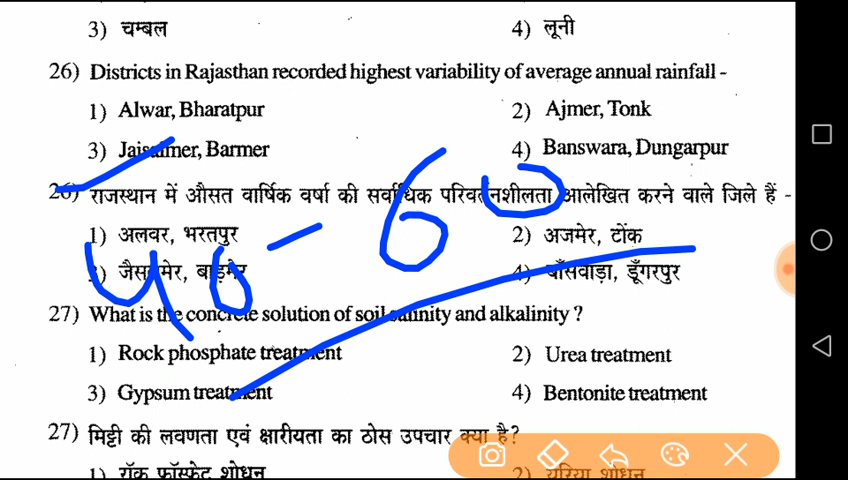 3) चम्बल 4) लूनी
26) Districts in Rajasthan recorded highest variability of average annual rainfall -
1) Alwar, Bharatpur 2) Ajmer, Tonk
3) Jaisalmer, Barmer 4) Banswara, Dungarpur
26) राजस्थान में औसत वार्षिक वर्षा की सर्वाधिक परिवर्तनशीलता आलेखित करने वाले जिले हैं -
1) अलवर, भरतपुर 2) अजमेर, टोंक
3) जैसलमेर, बाड़मेर 4) बाँसवाड़ा, डूँगरपुर
40 - 60
27) What is the concrete solution of soil salinity and alkalinity ?
1) Rock phosphate treatment 2) Urea treatment
3) Gypsum treatment 4) Bentonite treatment
27) मिट्टी की लवणता एवं क्षारीयता का ठोस उपचार क्या है?
1) रॉक फ़ॉस्फ़ेट शोधन 2) यूरिया शोधन